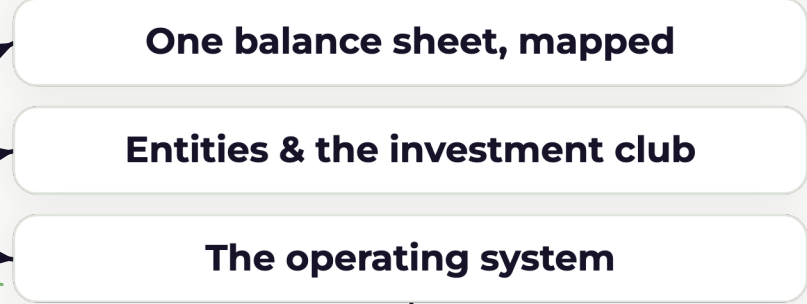 One balance sheet, mapped
Entities & the investment club
The operating system